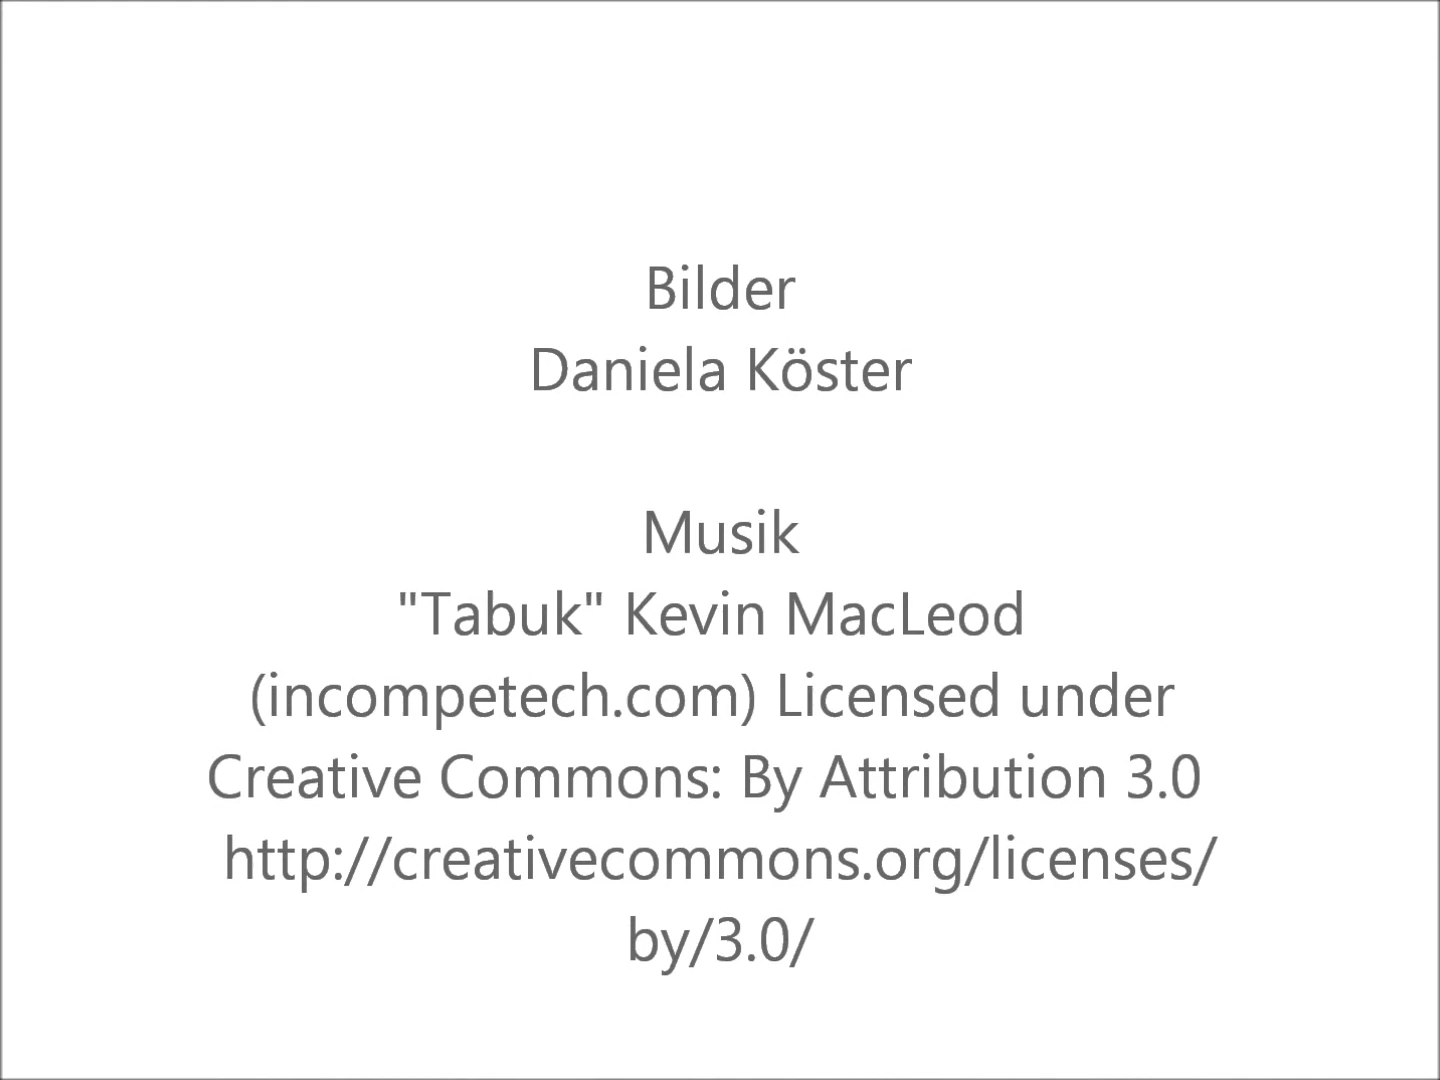 Bilder
Daniela Köster
Musik
"Tabuk" Kevin MacLeod
(incompetech.com) Licensed under
Creative Commons: By Attribution 3.0
http://creativecommons.org/licenses/
by/3.0/